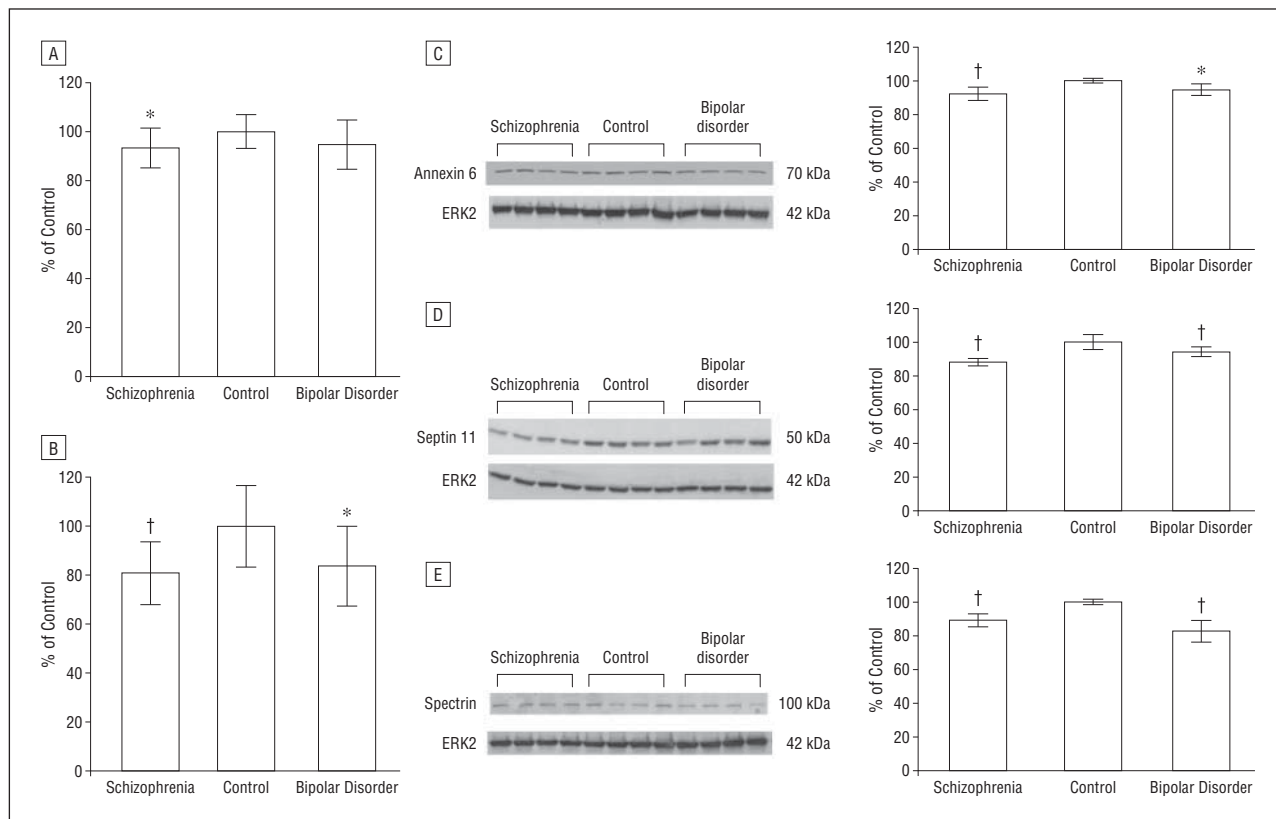 A
120
100
80
60
40
20
0
% of Control
*
Schizophrenia Control Bipolar Disorder
B
120
100
80
60
40
20
0
% of Control
† *
Schizophrenia Control Bipolar Disorder
C
Schizophrenia Control Bipolar
disorder
Annexin 6 70 kDa
ERK2 42 kDa
120
100
80
60
40
20
0
% of Control
† *
Schizophrenia Control Bipolar Disorder
D
Schizophrenia Control Bipolar
disorder
Septin 11 50 kDa
ERK2 42 kDa
120
100
80
60
40
20
0
% of Control
† †
Schizophrenia Control Bipolar Disorder
E
Schizophrenia Control Bipolar
disorder
Spectrin 100 kDa
ERK2 42 kDa
120
100
80
60
40
20
0
% of Control
† †
Schizophrenia Control Bipolar Disorder